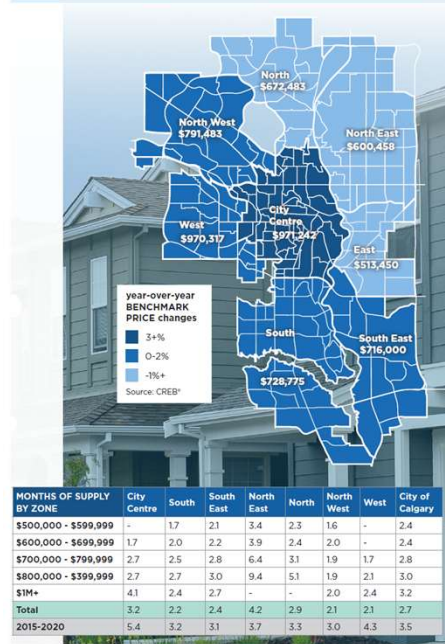 North
$672,483
North West
$791,483
North East
$600,458
City
Centre
$971,242
West
$970,317
East
$513,450
year-over-year
BENCHMARK
PRICE changes
3+%
0-2%
-1%+
Source: CREB®
South
$728,775
South East
$716,000
MONTHS OF SUPPLY BY ZONE City Centre South South East North East North North West West City of Calgary
$500,000 - $599,999 - 1.7 2.1 3.4 2.3 1.6 - 2.4
$600,000 - $699,999 1.7 2.0 2.2 3.9 2.4 2.0 - 2.4
$700,000 - $799,999 2.7 2.5 2.8 6.4 3.1 1.9 1.7 2.8
$800,000 - $399,999 2.7 2.7 3.0 9.4 5.1 1.9 2.1 3.0
$1M+ 4.1 2.4 2.7 - - 2.0 2.4 3.2
Total 3.2 2.2 2.4 4.2 2.9 2.1 2.1 2.7
2015-2020 5.4 3.2 3.1 3.7 3.3 3.0 4.3 3.5